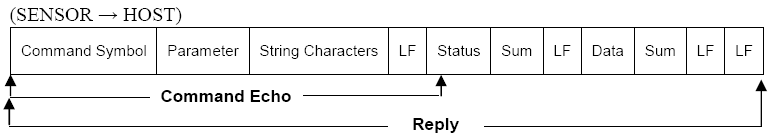 (SENSOR → HOST)
Command Symbol Parameter String Characters LF Status Sum LF Data Sum LF LF
Command Echo
Reply